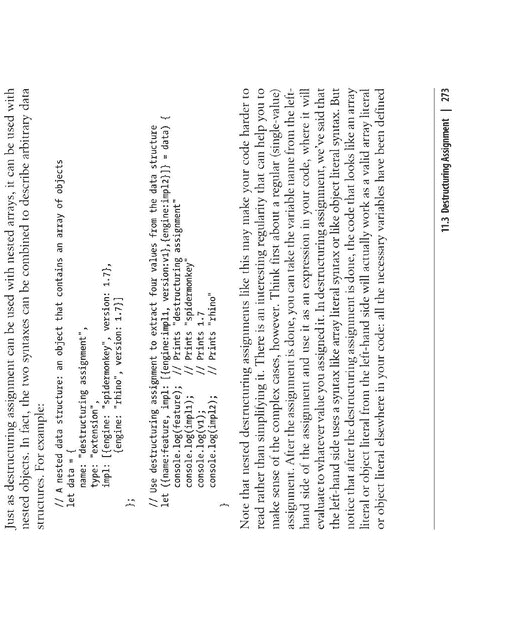 Just as destructuring assignment can be used with nested arrays, it can be used with
nested objects. In fact, the two syntaxes can be combined to describe arbitrary data
structures. For example:
// A nested data structure: an object that contains an array of objects
let data = {
name: "destructuring assignment",
type: "extension",
impl: [{engine: "spidermonkey", version: 1.7},
{engine: "rhino", version: 1.7}]
};
// Use destructuring assignment to extract four values from the data structure
let ({name:feature, impl: [{engine:impl1, version:v1},{engine:impl2}]} = data) {
console.log(feature); // Prints "destructuring assignment"
console.log(impl1); // Prints "spidermonkey"
console.log(v1); // Prints 1.7
console.log(impl2); // Prints "rhino"
}
Note that nested destructuring assignments like this may make your code harder to
read rather than simplifying it. There is an interesting regularity that can help you to
make sense of the complex cases, however. Think first about a regular (single-value)
assignment. After the assignment is done, you can take the variable name from the left-
hand side of the assignment and use it as an expression in your code, where it will
evaluate to whatever value you assigned it. In destructuring assignment, we've said that
the left-hand side uses a syntax like array literal syntax or like object literal syntax. But
notice that after the destructuring assignment is done, the code that looks like an array
literal or object literal from the left-hand side will actually work as a valid array literal
or object literal elsewhere in your code: all the necessary variables have been defined
11.3 Destructuring Assignment | 273